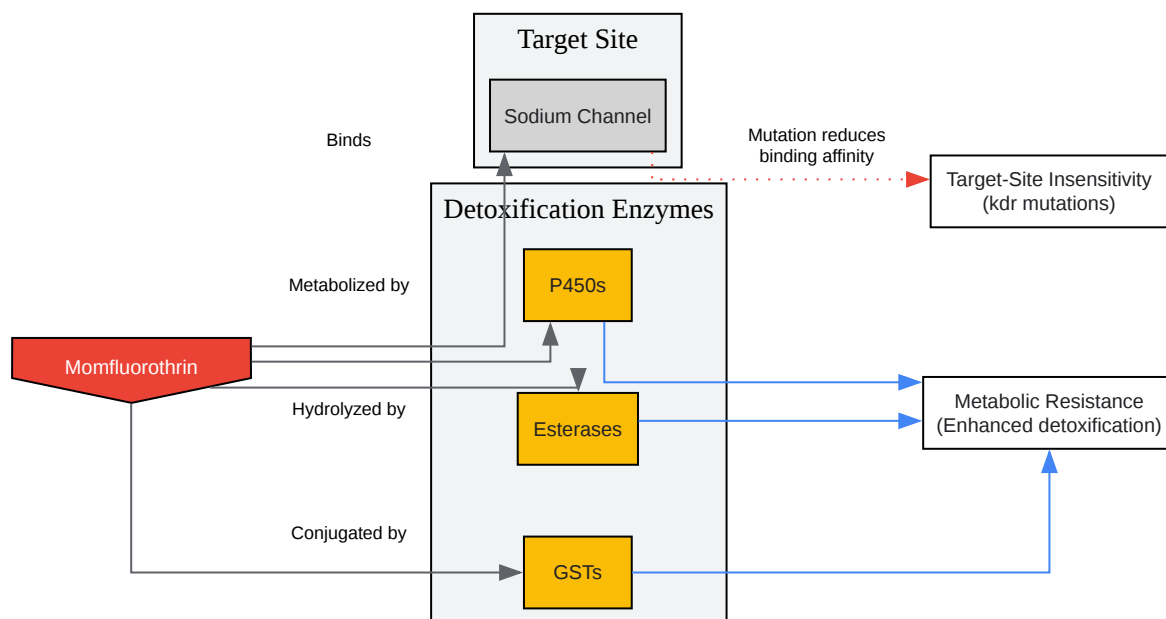 Target Site
Sodium Channel
Binds
Mutation reduces
binding affinity
Target-Site Insensitivity
(kdr mutations)
Detoxification Enzymes
P450s
Metabolized by
Momfluorothrin
Hydrolyzed by
Esterases
Metabolic Resistance
(Enhanced detoxification)
Conjugated by
GSTs